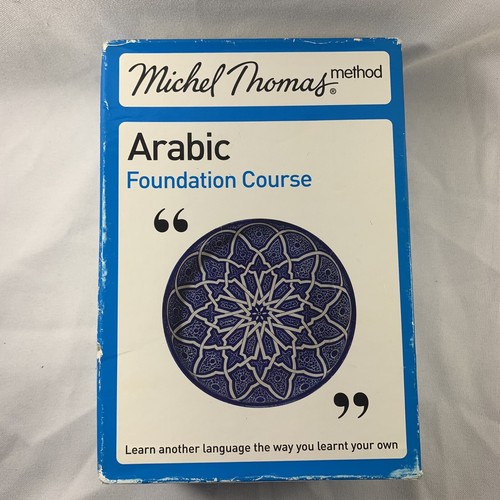 Michel Thomas® method
Arabic
Foundation Course
“
”
Learn another language the way you learnt your own